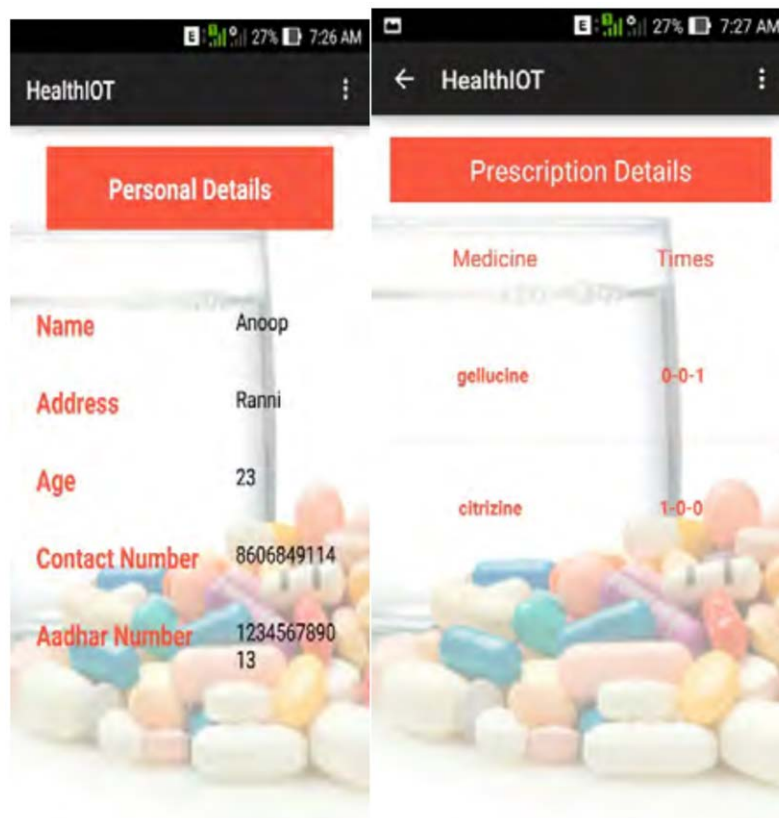 27% 7:26 AM
HealthIOT
Personal Details
Name Anoop
Address Ranni
Age 23
Contact Number 8606849114
Aadhar Number 1234567890
13
E 27% 7:27 AM
HealthIOT
Prescription Details
Medicine Times
gellucine 0-0-1
citrizine 1-0-0